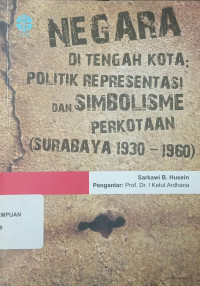 NEGARA
DI TENGAH KOTA:
POLITIK REPRESENTASI
DAN SIMBOLISME
PERKOTAAN
(SURABAYA 1930 – 1960)
Sarkawi B. Husein
Pengantar: Prof. Dr. I Ketut Ardhana
EMPUAN